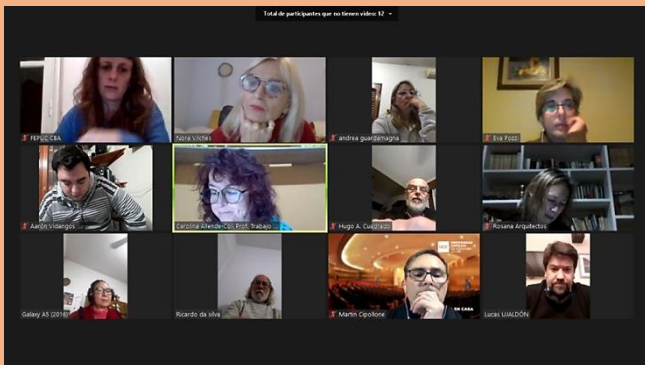 Total de participantes que no tienen video: 12
FEPUC CBA
Nora Vilches
andrea guardamagna
Eva Pozzi
Aarón Vidangos
Carolina Allende-Col. Prof. Trabajo ...
Hugo A. Cuadrado
Rosana Arquitectos
Galaxy A5 (2016)
Ricardo da silva
Martin Cipollone
EN CASA
Lucas UJALDÓN